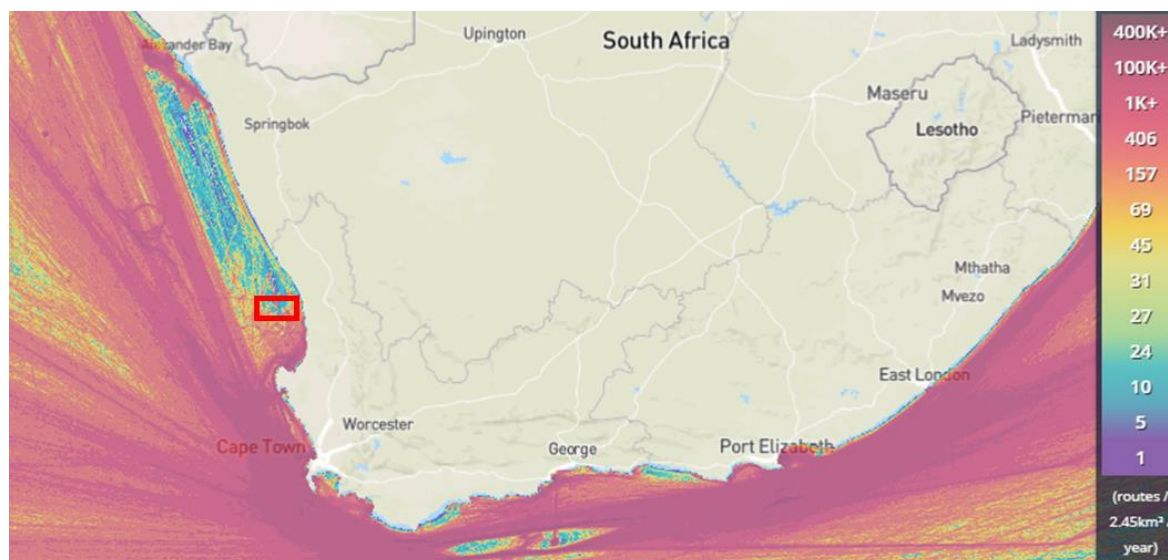 Alexander Bay
Upington
South Africa
Ladysmith
Maseru
Lesotho
Pietermar
Springbok
Mthatha
Mvezo
East London
Cape Town
Worcester
George
Port Elizabeth
400K+
100K+
1K+
406
157
69
45
31
27
24
10
5
1
(routes /
2.45km² /
year)